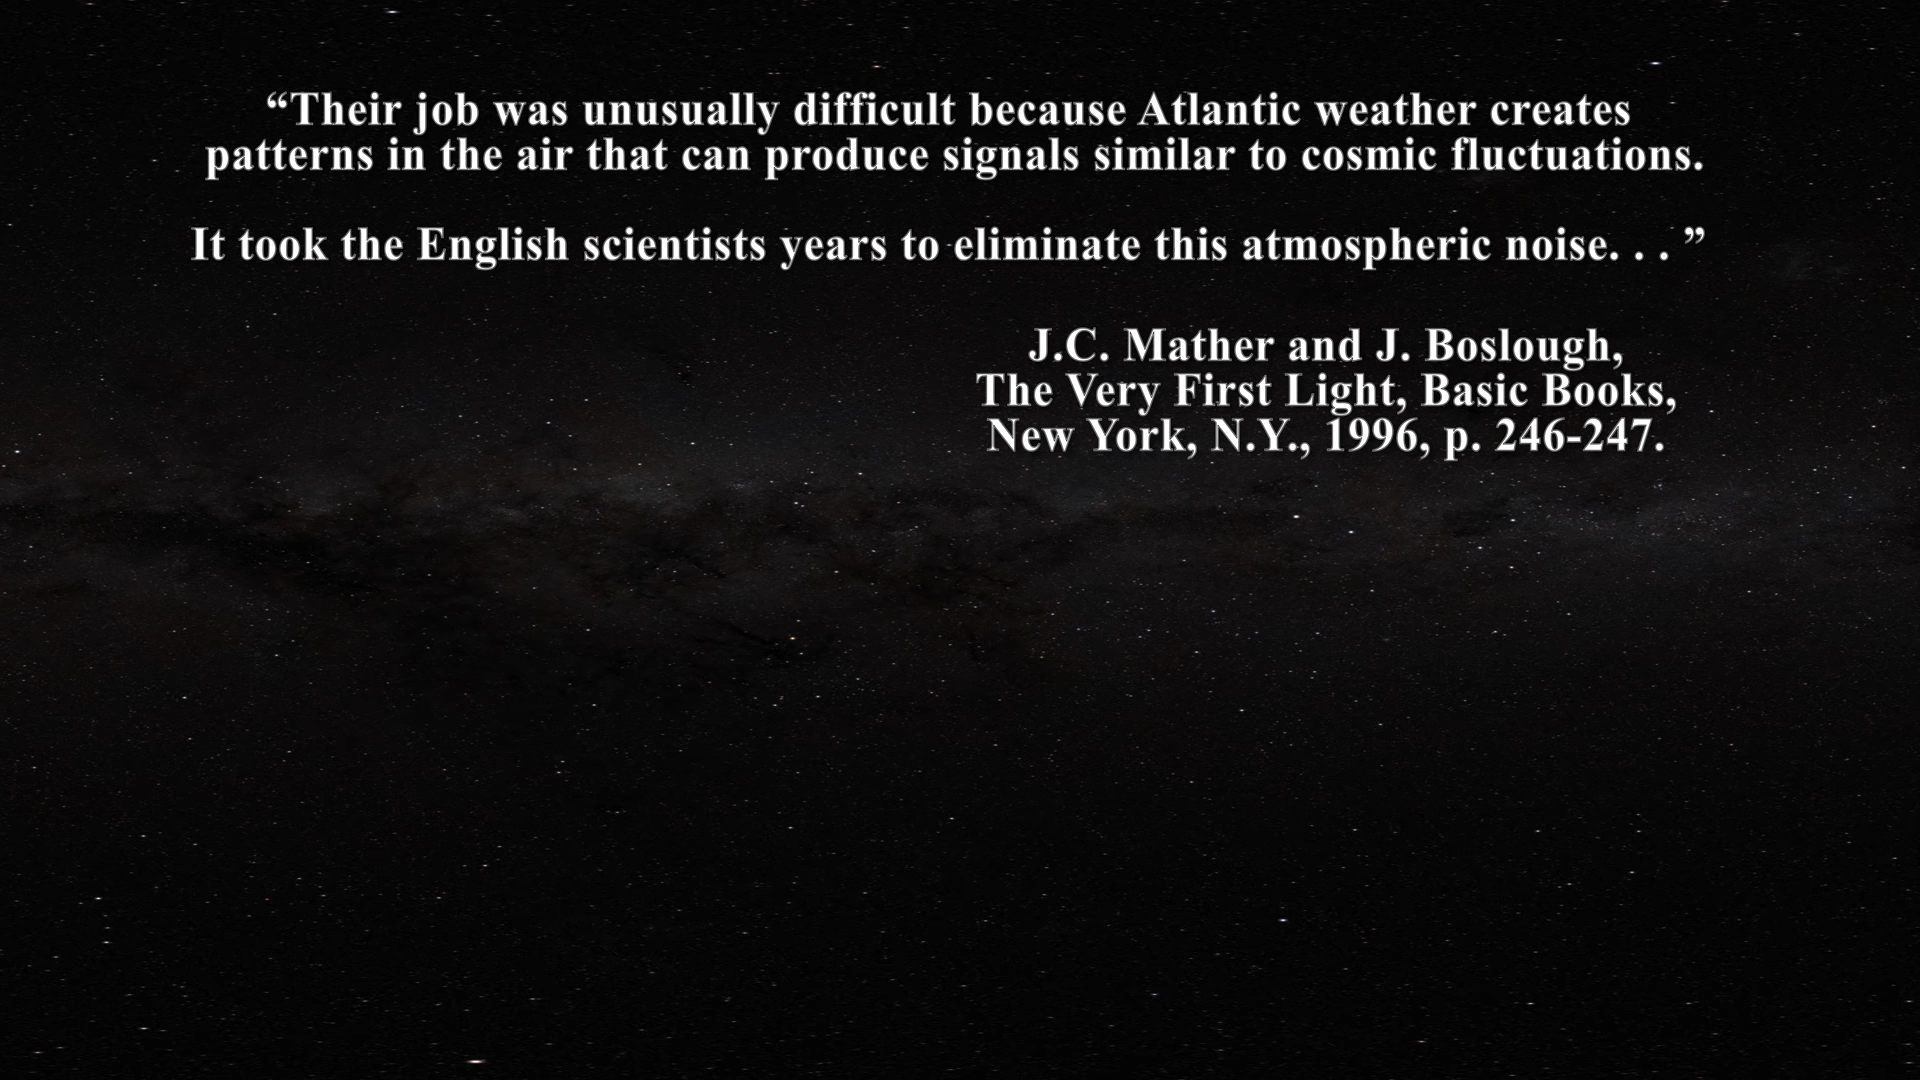 “Their job was unusually difficult because Atlantic weather creates
patterns in the air that can produce signals similar to cosmic fluctuations.
It took the English scientists years to eliminate this atmospheric noise. . . ”
J.C. Mather and J. Boslough,
The Very First Light, Basic Books,
New York, N.Y., 1996, p. 246-247.